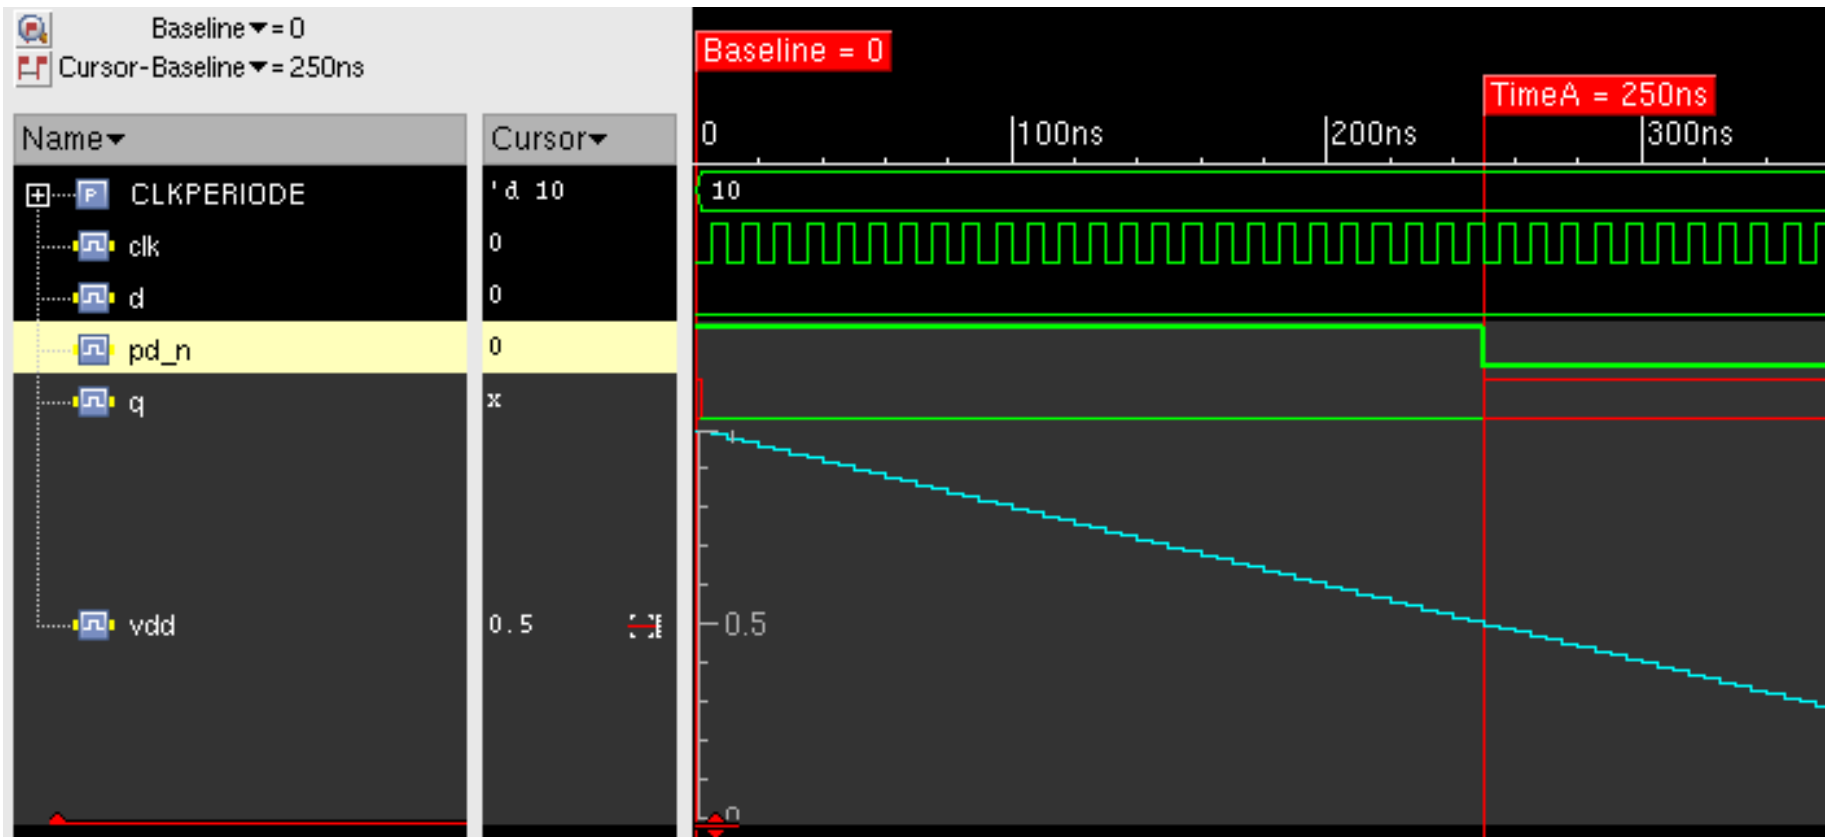 Baseline▾= 0
Cursor-Baseline▾= 250ns
Baseline = 0
TimeA = 250ns
Name▾
Cursor▾
0
100ns
200ns
300ns
P
CLKPERIODE
'd 10
10
clk
0
d
0
pd_n
0
q
x
1
vdd
0.5
0.5
0